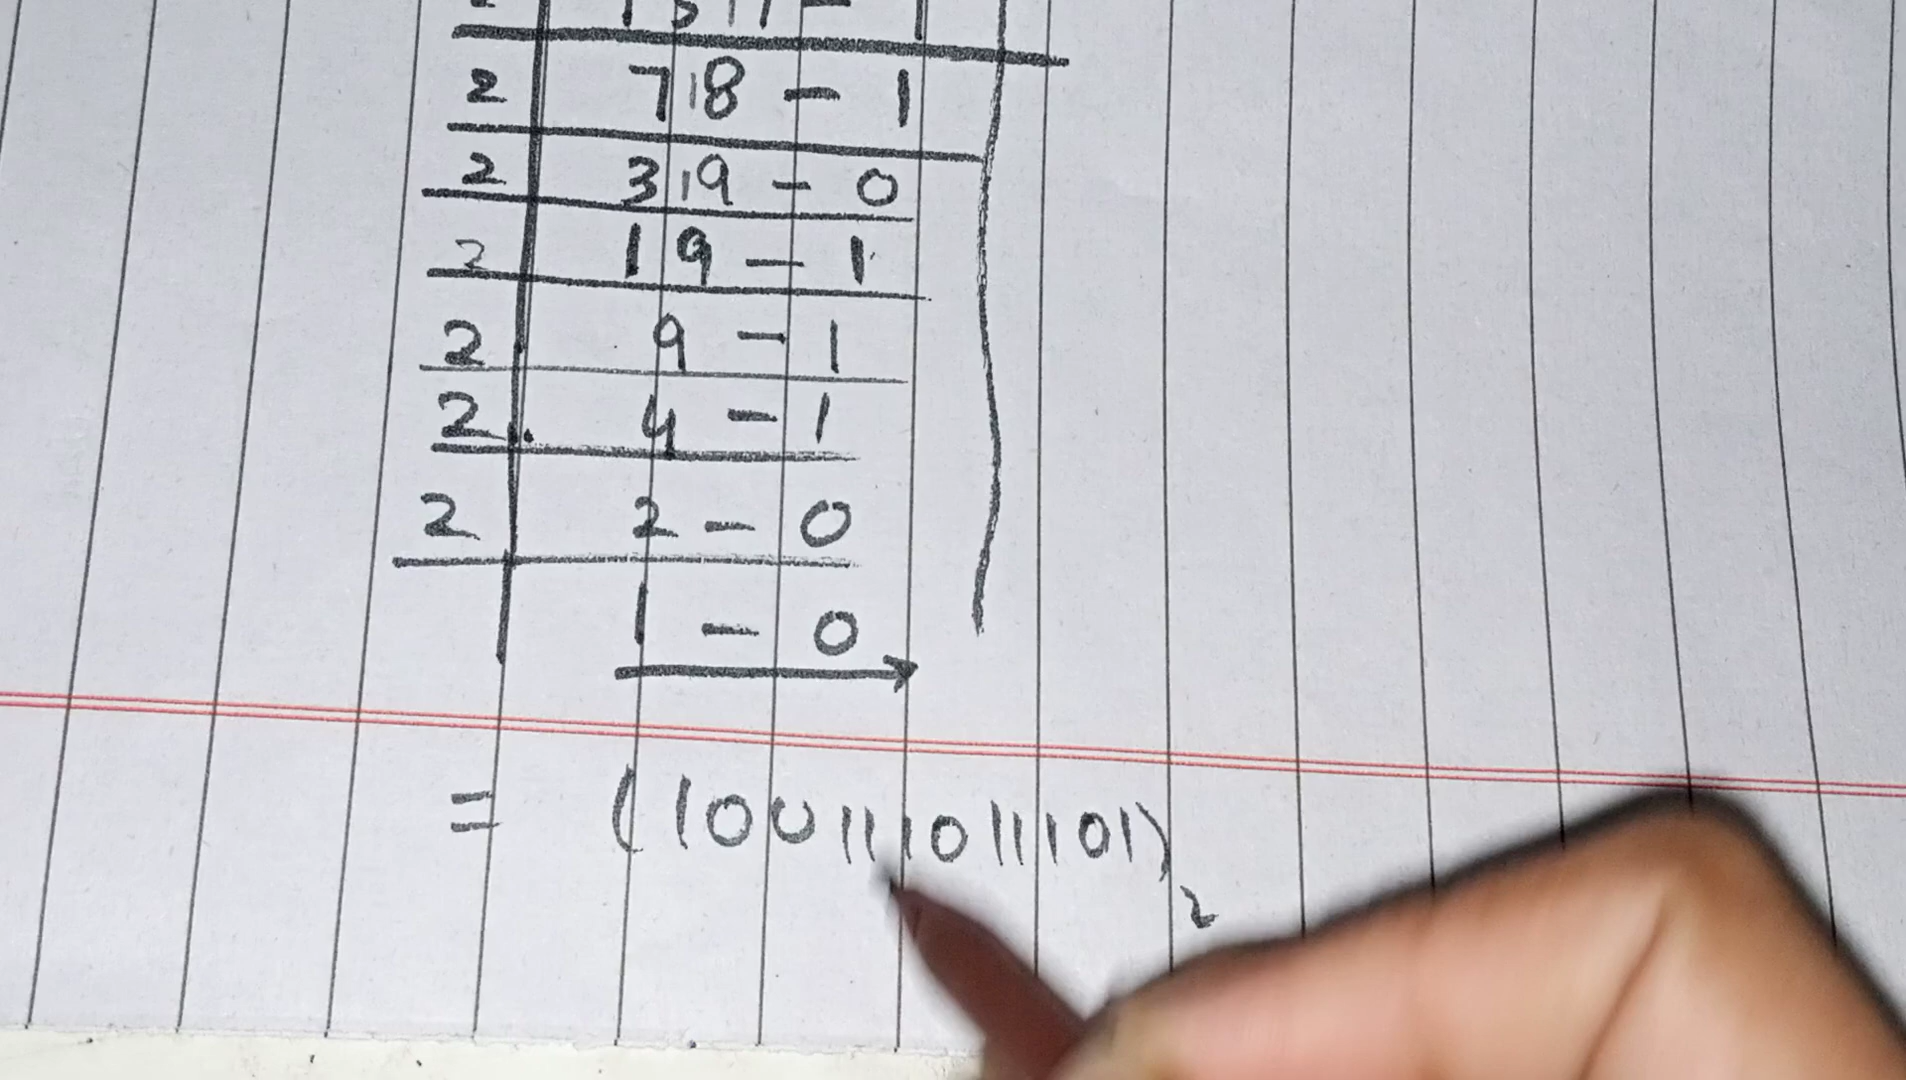 2 78 - 1
2 39 - 0
2 19 - 1
2 9 - 1
2 4 - 1
2 2 - 0
1 - 0
= (100111011101)2